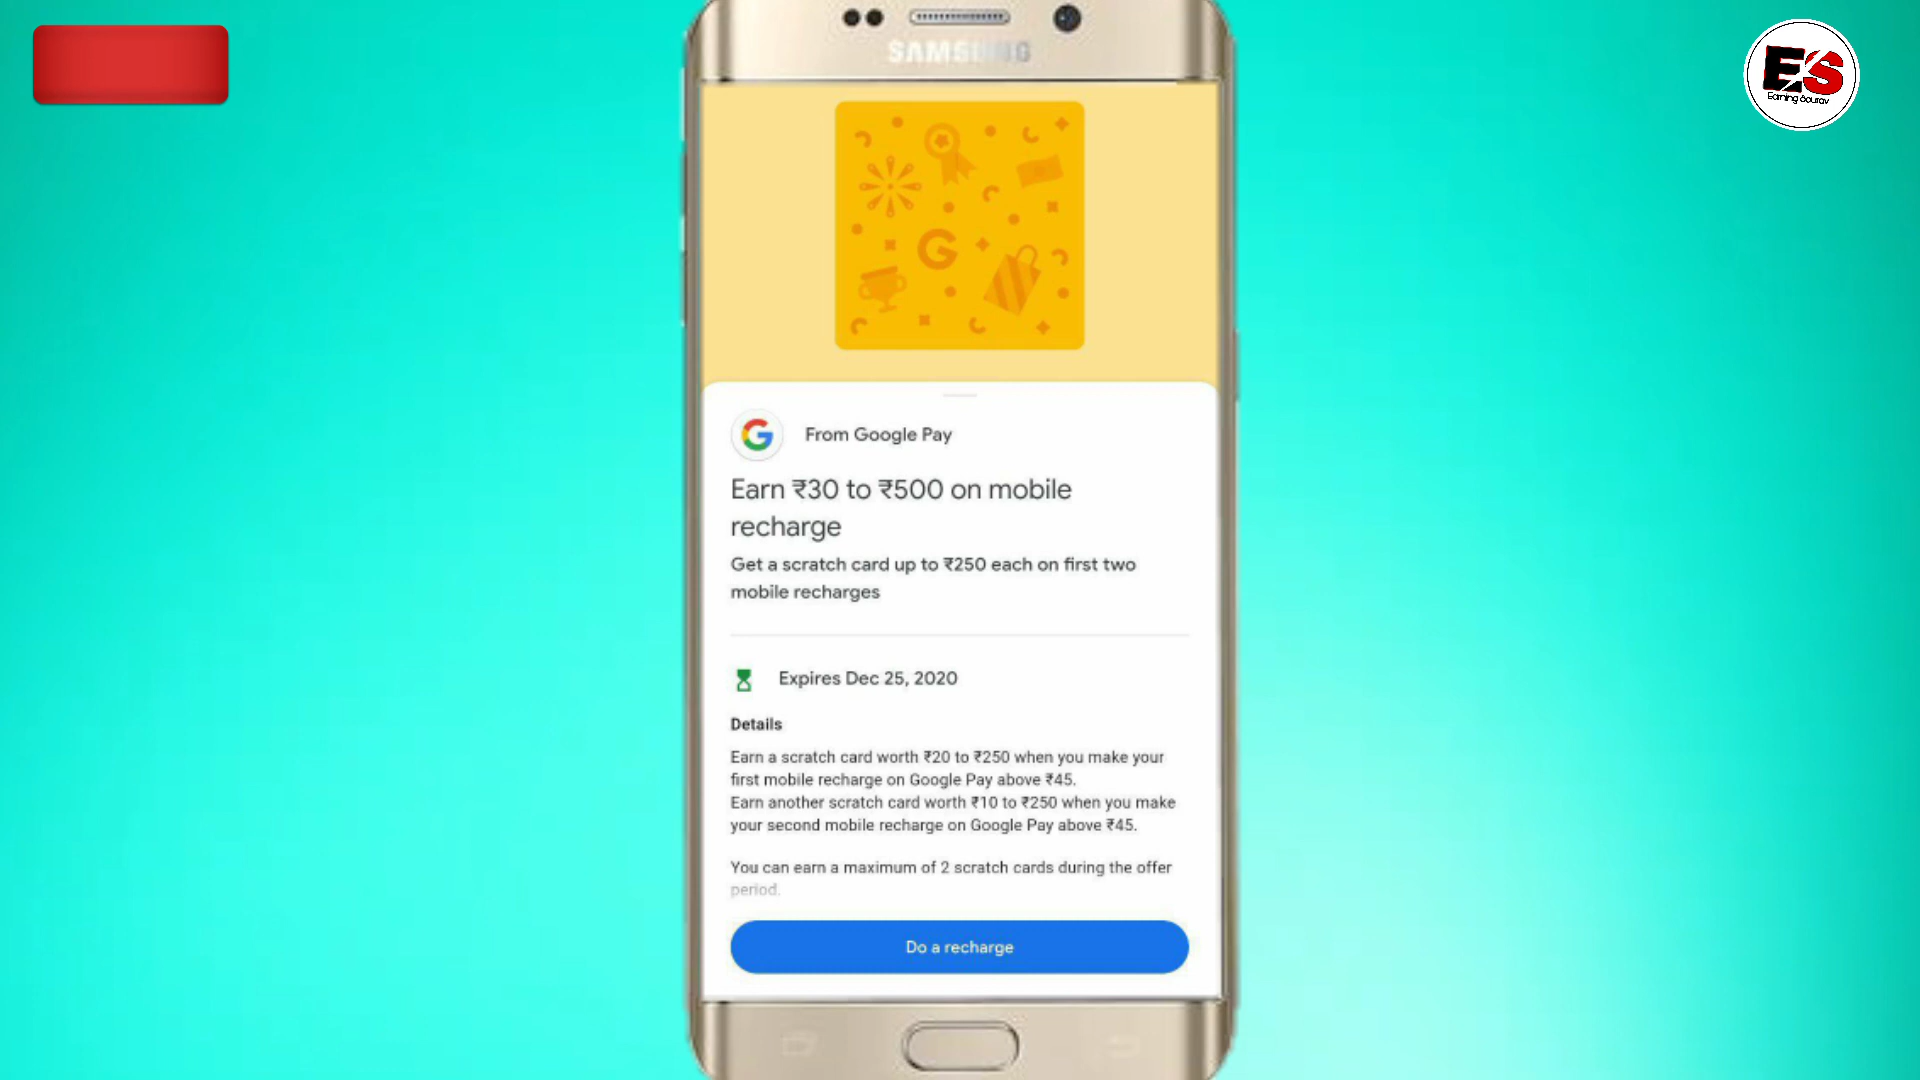 SAMSUNG
ES
Earning Sourav
G
From Google Pay
Earn ₹30 to ₹500 on mobile
recharge
Get a scratch card up to ₹250 each on first two
mobile recharges
Expires Dec 25, 2020
Details
Earn a scratch card worth ₹20 to ₹250 when you make your
first mobile recharge on Google Pay above ₹45.
Earn another scratch card worth ₹10 to ₹250 when you make
your second mobile recharge on Google Pay above ₹45.
You can earn a maximum of 2 scratch cards during the offer
period.
Do a recharge